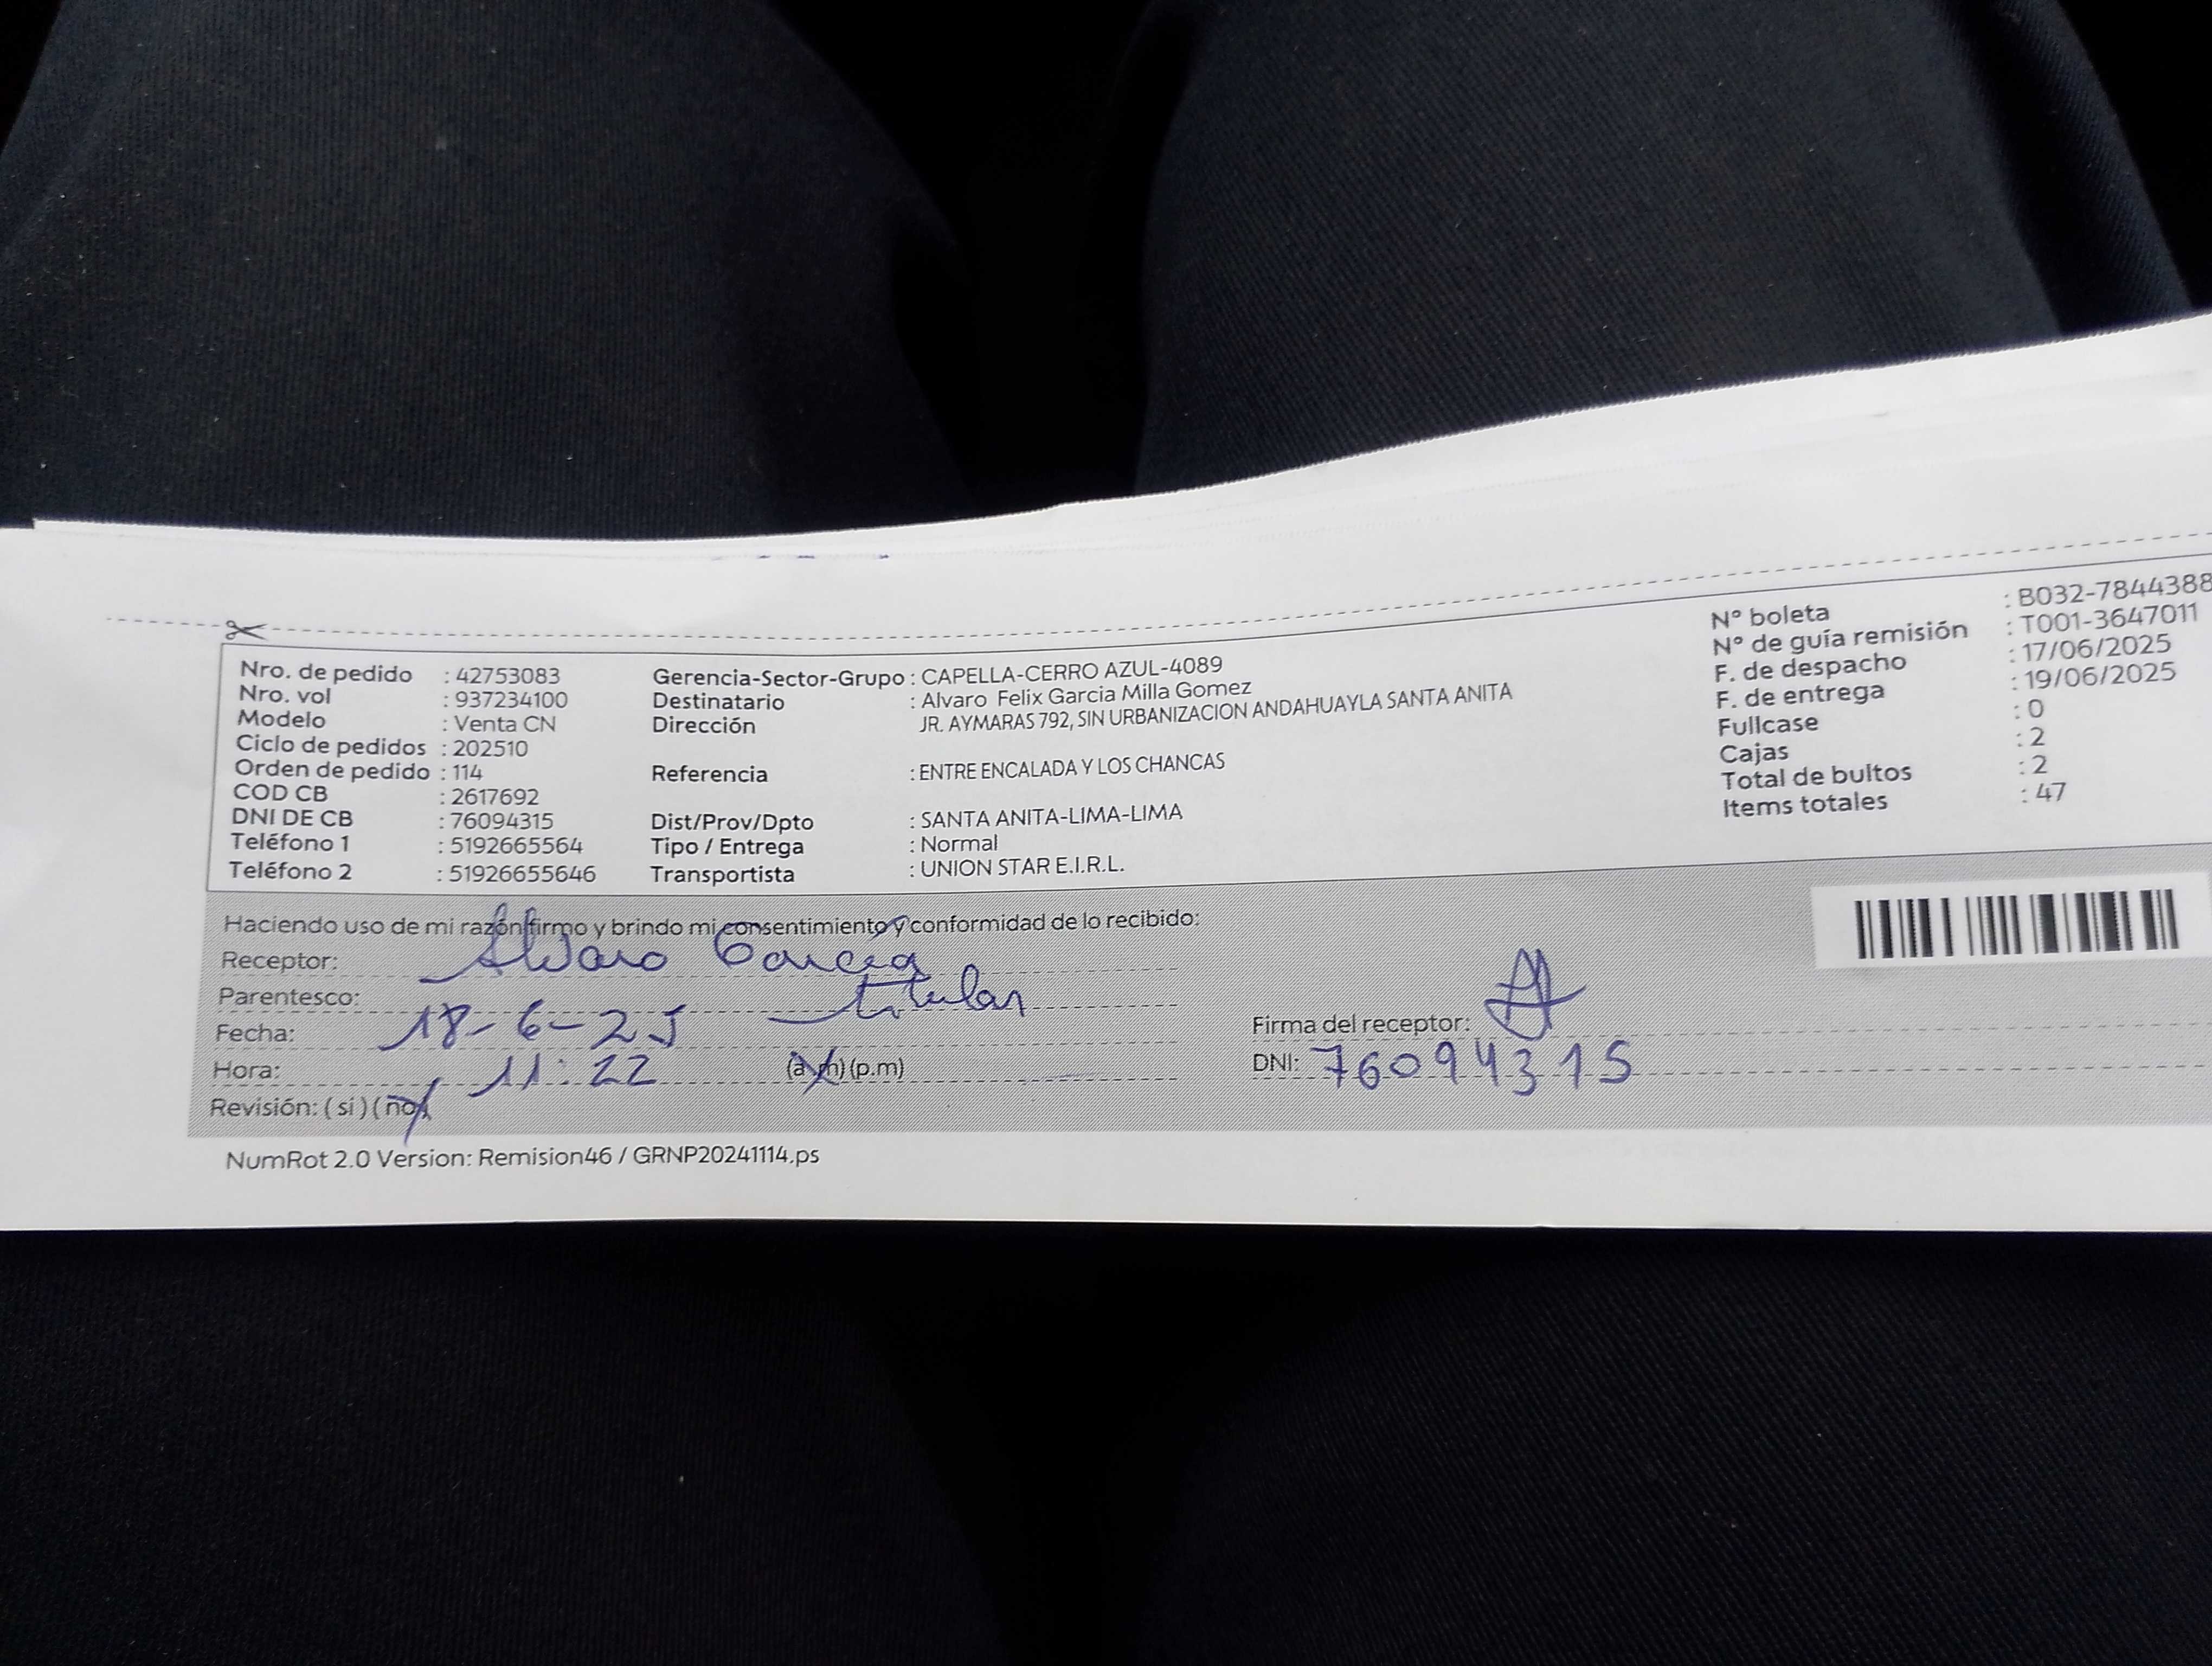 Nro. de pedido : 42753083
Nro. vol : 937234100
Modelo : Venta CN
Ciclo de pedidos : 202510
Orden de pedido : 114
COD CB : 2617692
DNI DE CB : 76094315
Teléfono 1 : 5192665564
Teléfono 2 : 51926655646
Gerencia-Sector-Grupo : CAPELLA-CERRO AZUL-4089
Destinatario : Alvaro Felix Garcia Milla Gomez
Dirección JR. AYMARAS 792, SIN URBANIZACION ANDAHUAYLA SANTA ANITA
Referencia : ENTRE ENCALADA Y LOS CHANCAS
Dist/Prov/Dpto : SANTA ANITA-LIMA-LIMA
Tipo / Entrega : Normal
Transportista : UNION STAR E.I.R.L.
N° boleta : B032-7844388
N° de guía remisión : T001-3647011
F. de despacho : 17/06/2025
F. de entrega : 19/06/2025
Fullcase : 0
Cajas : 2
Total de bultos : 2
Items totales : 47
Haciendo uso de mi razón firmo y brindo mi consentimiento y conformidad de lo recibido:
Receptor: Alvaro Garcia
Parentesco: titular
Fecha: 18-6-25
Hora: 11:22 (a.m) (p.m)
Revisión: ( si ) ( no )
Firma del receptor:
DNI: 76094315
NumRot 2.0 Version: Remision46 / GRNP20241114.ps